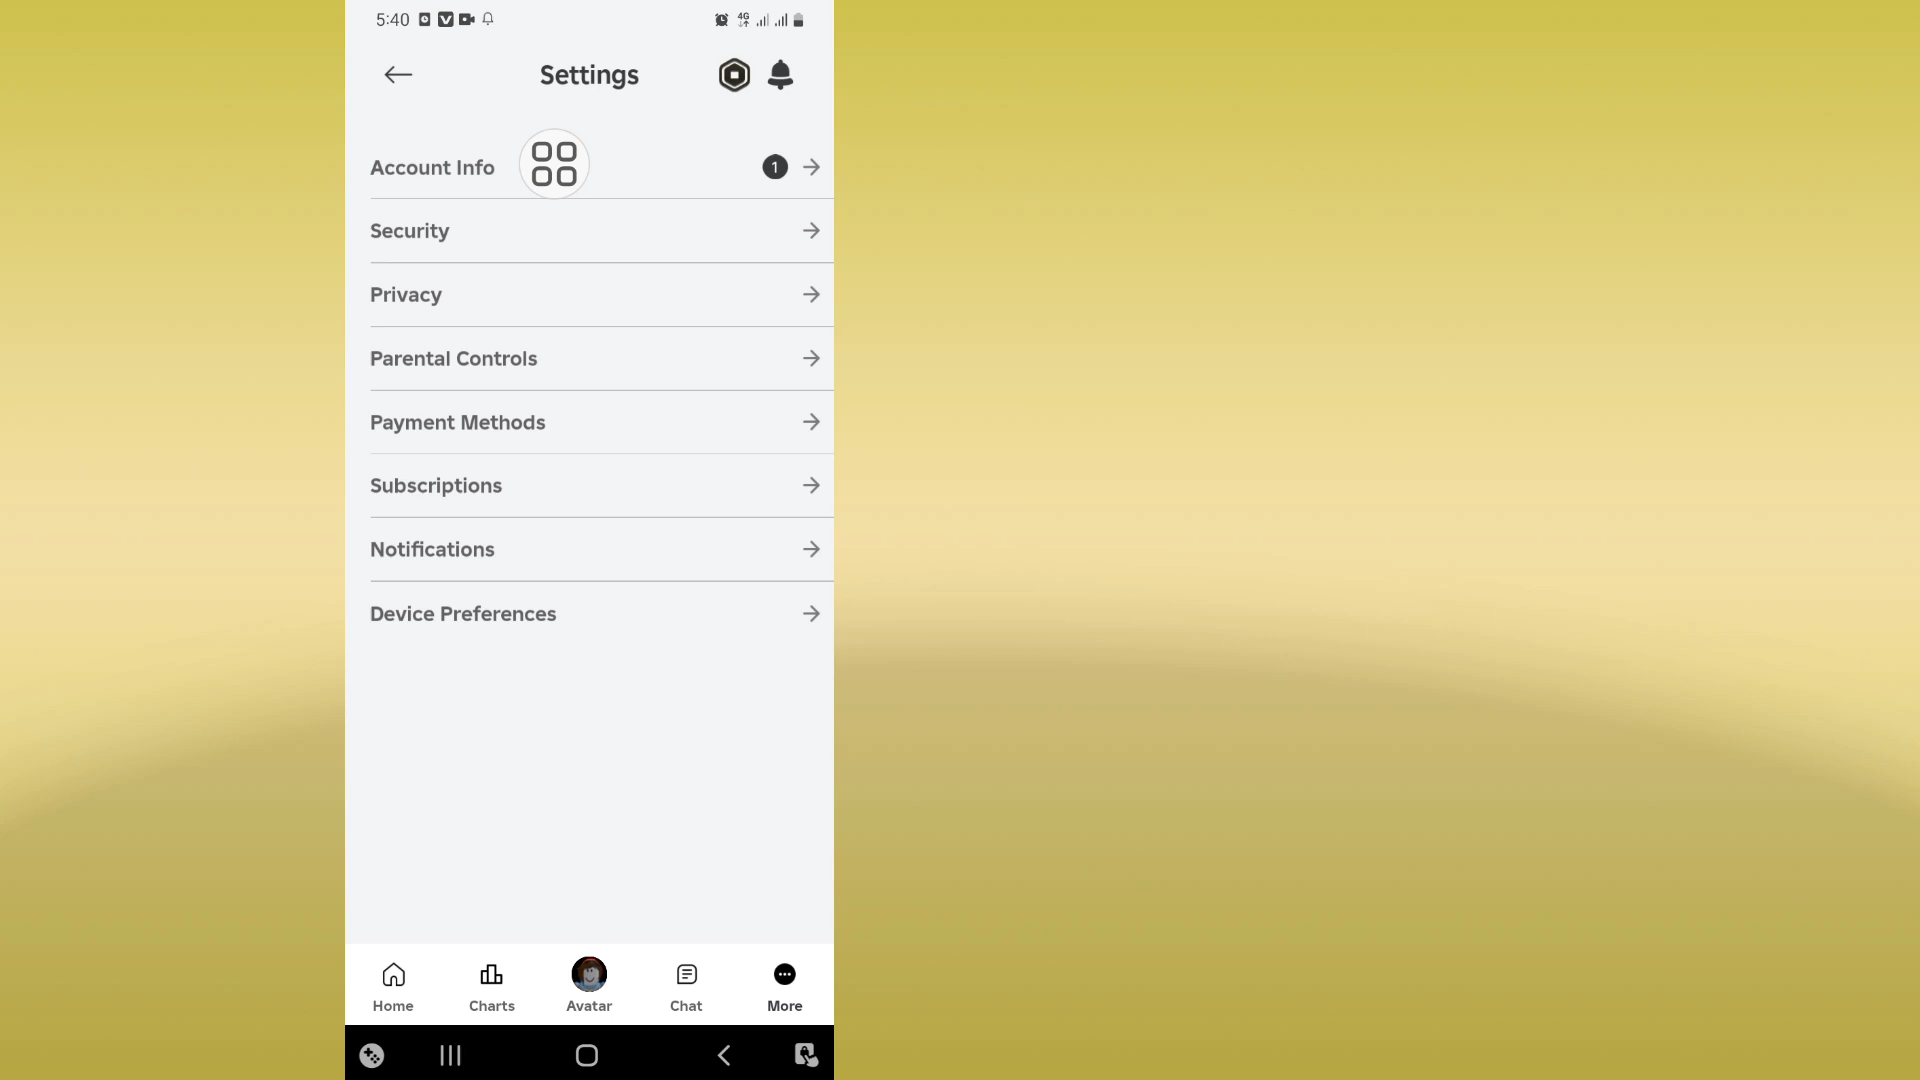 5:40
4G
Settings
Account Info
1
Security
Privacy
Parental Controls
Payment Methods
Subscriptions
Notifications
Device Preferences
Home
Charts
Avatar
Chat
More